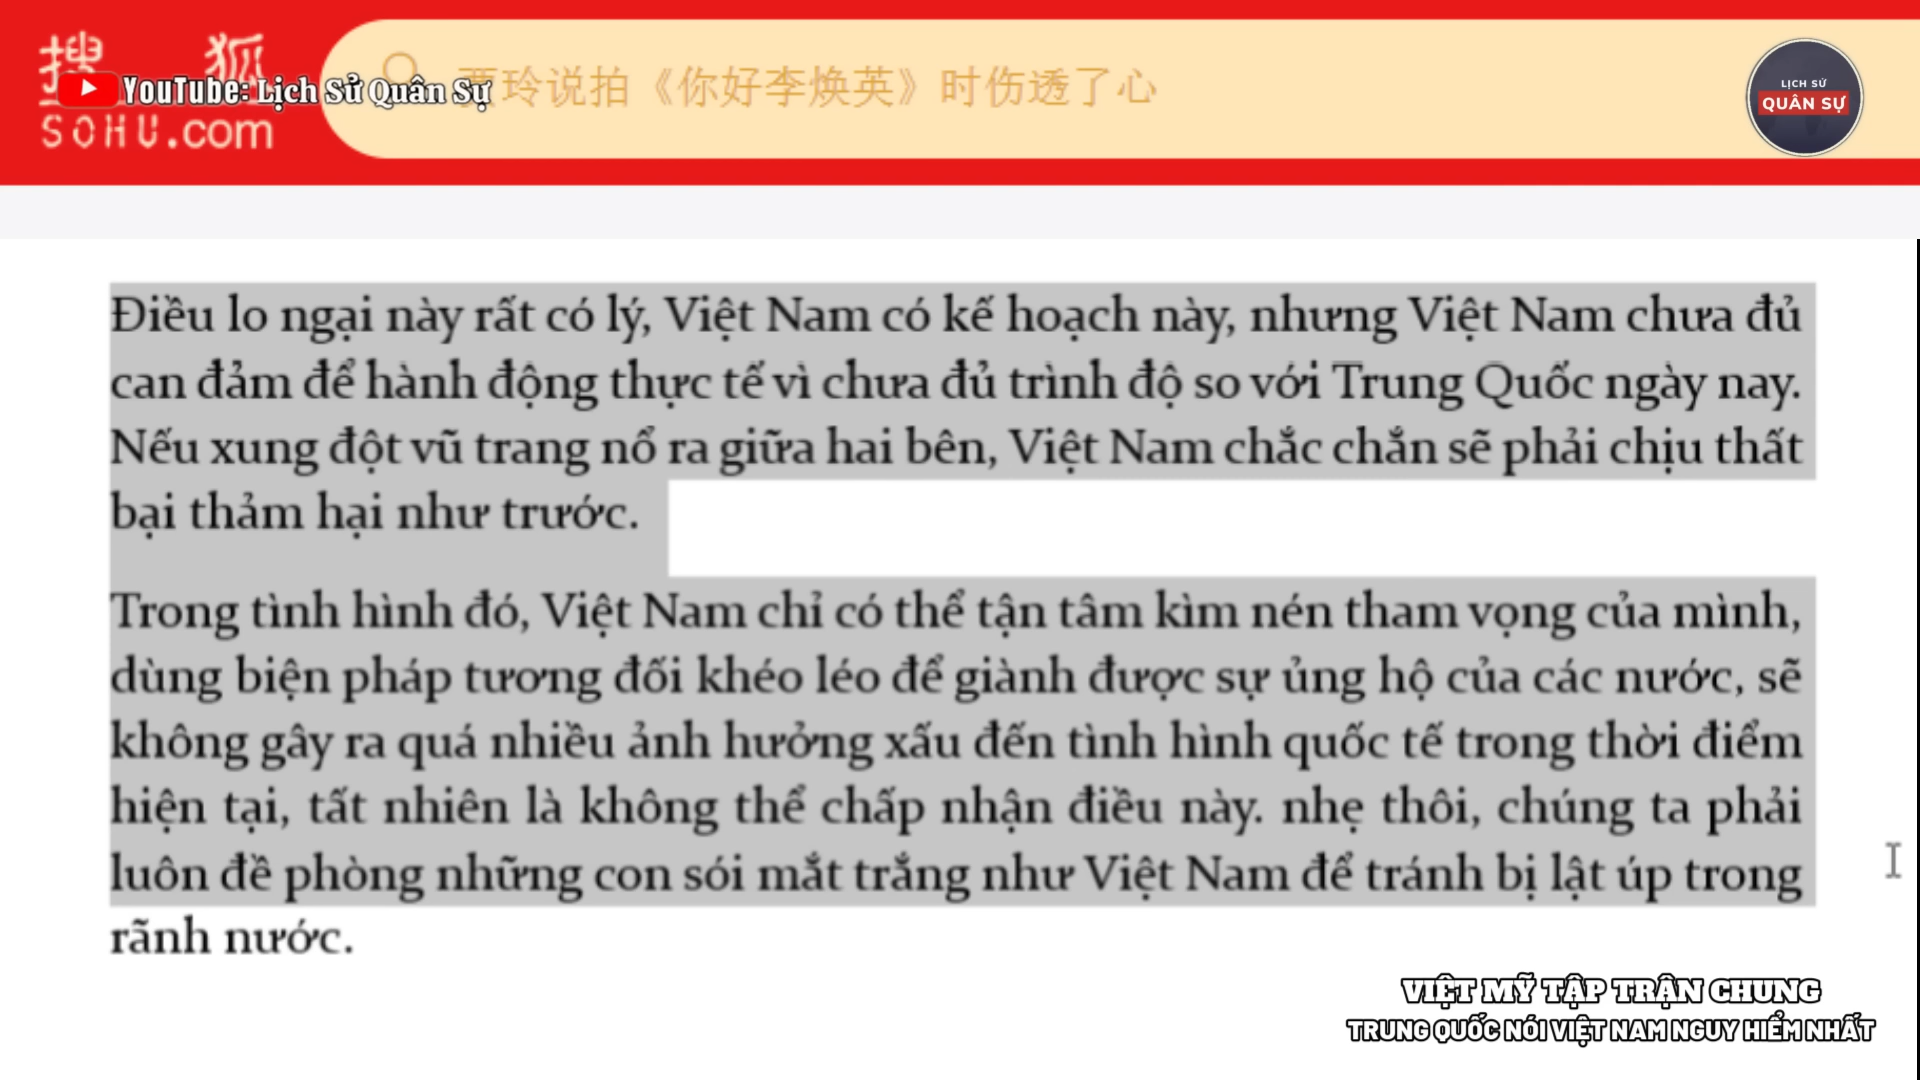 搜 狐
YouTube: Lịch Sử Quân Sự
玲说拍《你好李焕英》时伤透了心
SOHU.com
LỊCH SỬ
QUÂN SỰ
Điều lo ngại này rất có lý, Việt Nam có kế hoạch này, nhưng Việt Nam chưa đủ
can đảm để hành động thực tế vì chưa đủ trình độ so với Trung Quốc ngày nay.
Nếu xung đột vũ trang nổ ra giữa hai bên, Việt Nam chắc chắn sẽ phải chịu thất
bại thảm hại như trước.
Trong tình hình đó, Việt Nam chỉ có thể tận tâm kìm nén tham vọng của mình,
dùng biện pháp tương đối khéo léo để giành được sự ủng hộ của các nước, sẽ
không gây ra quá nhiều ảnh hưởng xấu đến tình hình quốc tế trong thời điểm
hiện tại, tất nhiên là không thể chấp nhận điều này. nhẹ thôi, chúng ta phải
luôn đề phòng những con sói mắt trắng như Việt Nam để tránh bị lật úp trong
rãnh nước.
VIỆT MỸ TẬP TRẬN CHUNG
TRUNG QUỐC NÓI VIỆT NAM NGUY HIỂM NHẤT